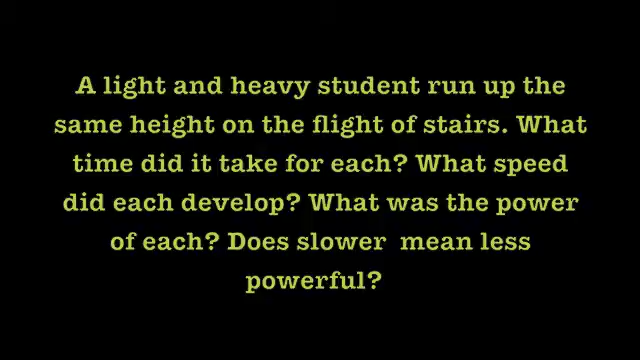 A light and heavy student run up the
same height on the flight of stairs. What
time did it take for each? What speed
did each develop? What was the power
of each? Does slower  mean less
powerful?